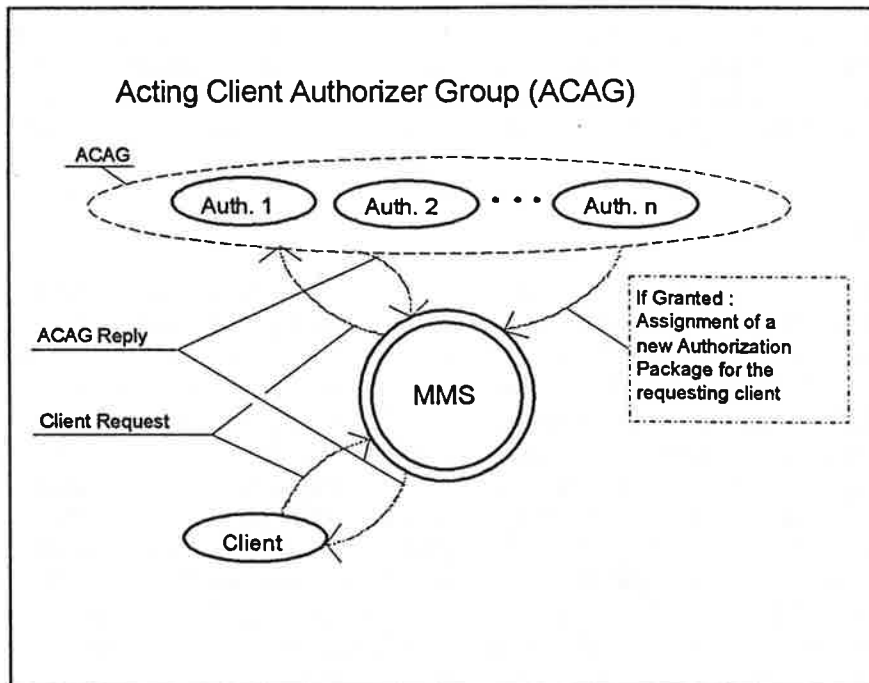 Acting Client Authorizer Group (ACAG)
ACAG
Auth. 1
Auth. 2
• • •
Auth. n
If Granted :
Assignment of a
new Authorization
Package for the
requesting client
ACAG Reply
MMS
Client Request
Client